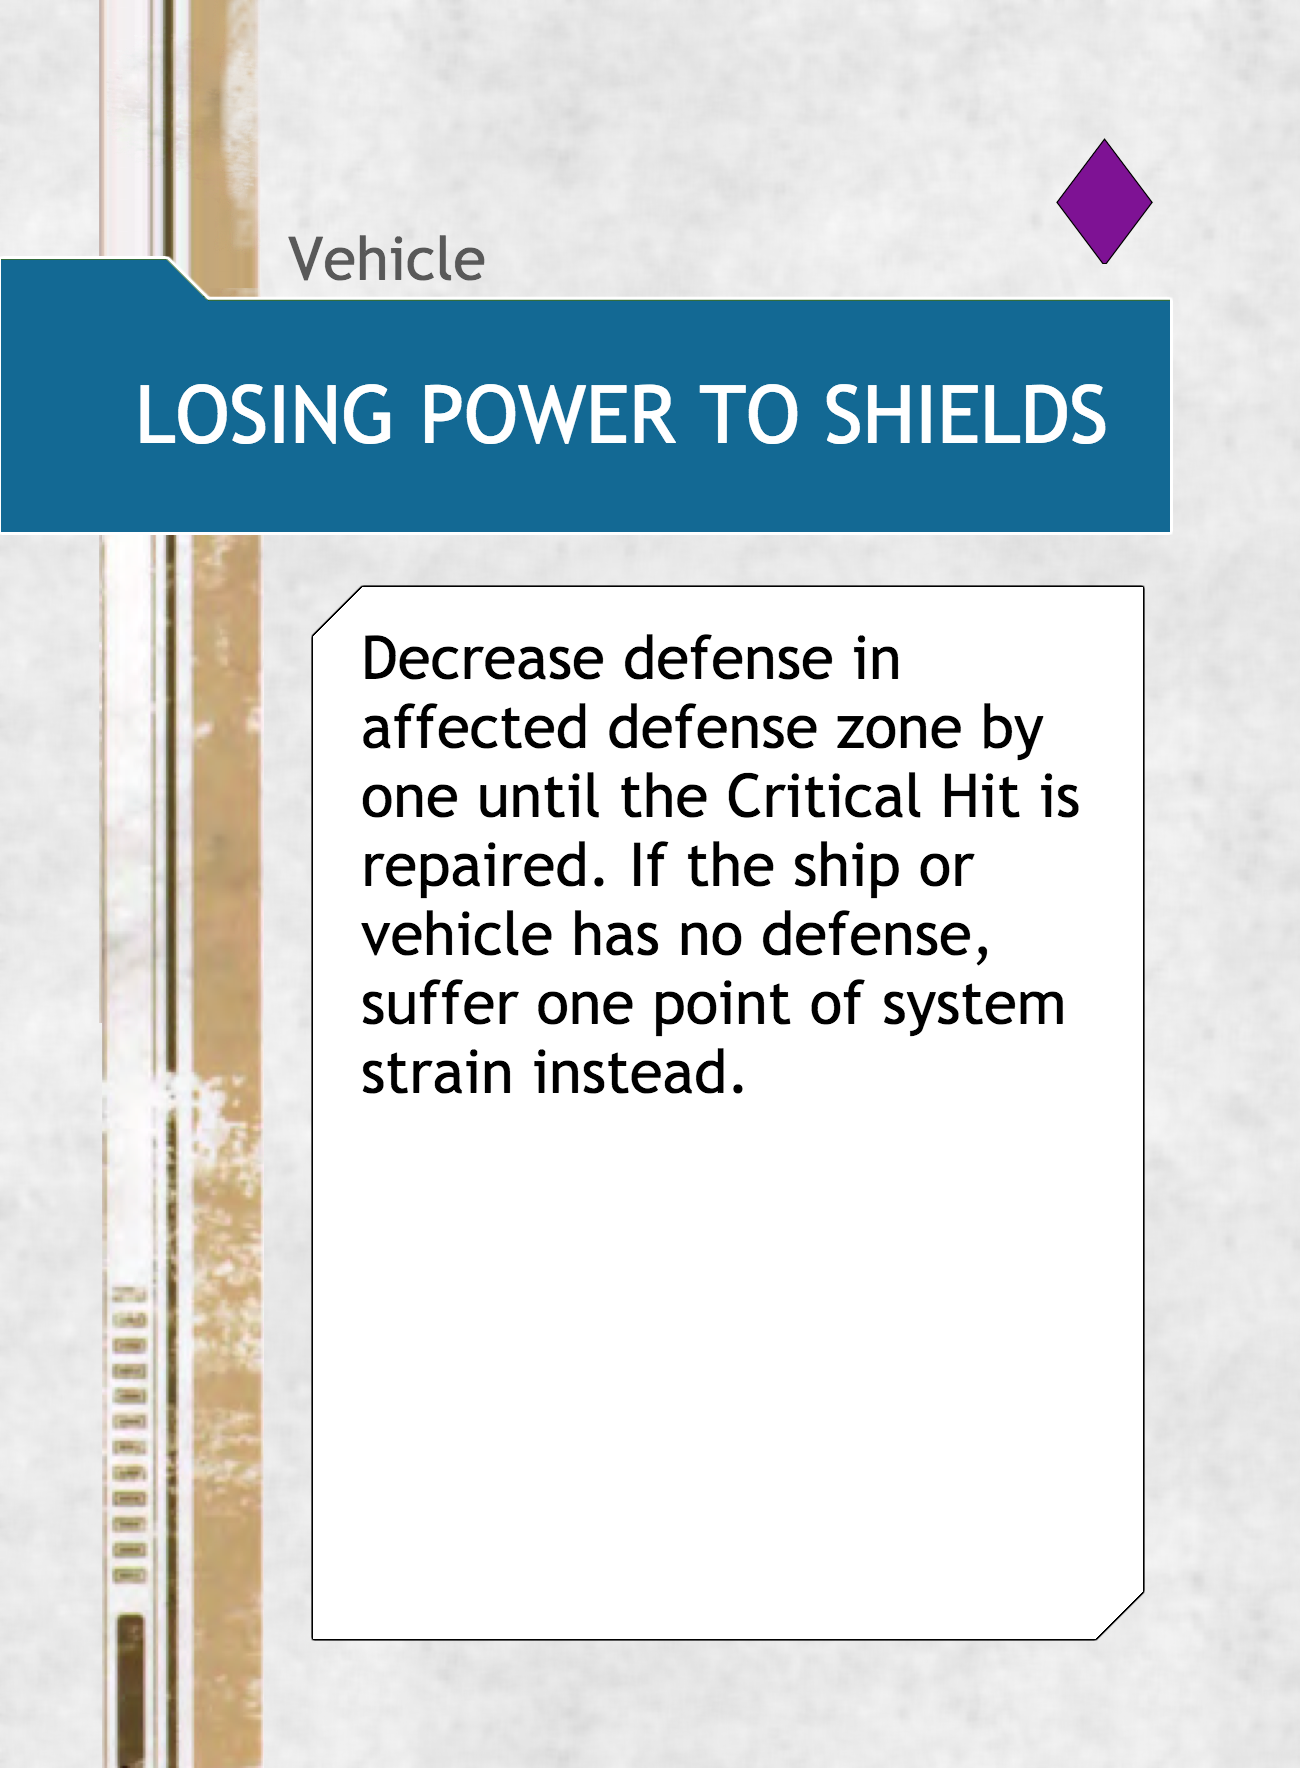 Vehicle
LOSING POWER TO SHIELDS
Decrease defense in
affected defense zone by
one until the Critical Hit is
repaired. If the ship or
vehicle has no defense,
suffer one point of system
strain instead.